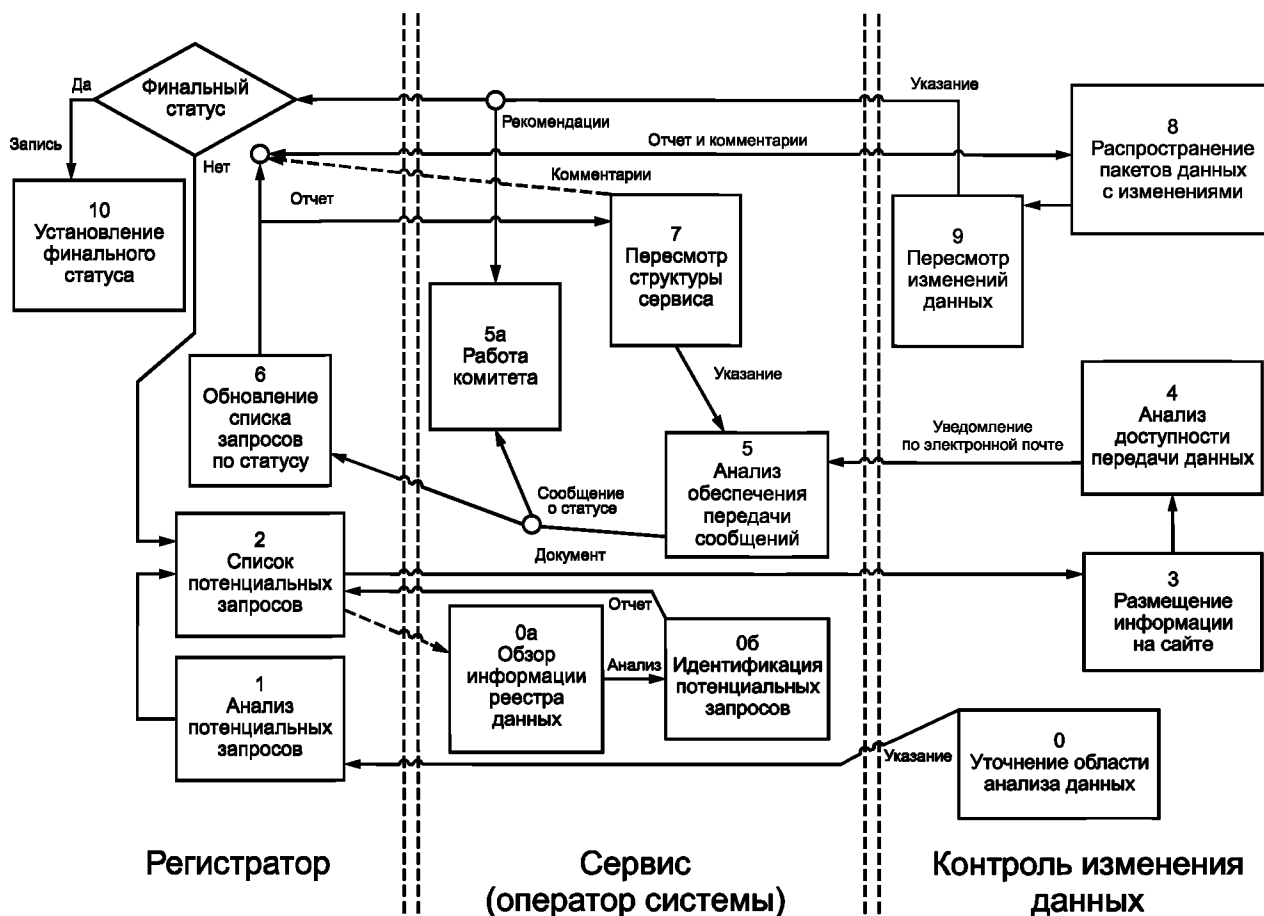 Да
Финальный
статус
Указание
Рекомендации
Запись
Нет
Отчет и комментарии
8
Распространение
пакетов данных
с изменениями
Комментарии
Отчет
10
Установление
финального
статуса
7
Пересмотр
структуры
сервиса
9
Пересмотр
изменений
данных
5а
Работа
комитета
6
Обновление
списка
запросов
по статусу
Указание
4
Анализ
доступности
передачи данных
Уведомление
по электронной почте
5
Анализ
обеспечения
передачи
сообщений
Сообщение
о статусе
2
Список
потенциальных
запросов
Документ
3
Размещение
информации
на сайте
Отчет
0а
Обзор
информации
реестра
данных
Анализ
0б
Идентификация
потенциальных
запросов
1
Анализ
потенциальных
запросов
Указание
0
Уточнение области
анализа данных
Регистратор
Сервис
(оператор системы)
Контроль изменения
данных